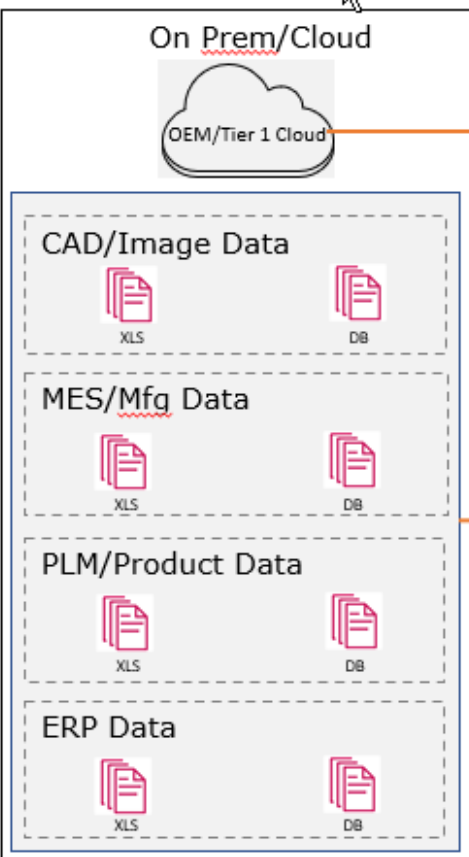 On Prem/Cloud
OEM/Tier 1 Cloud
CAD/Image Data
XLS DB
MES/Mfg Data
XLS DB
PLM/Product Data
XLS DB
ERP Data
XLS DB